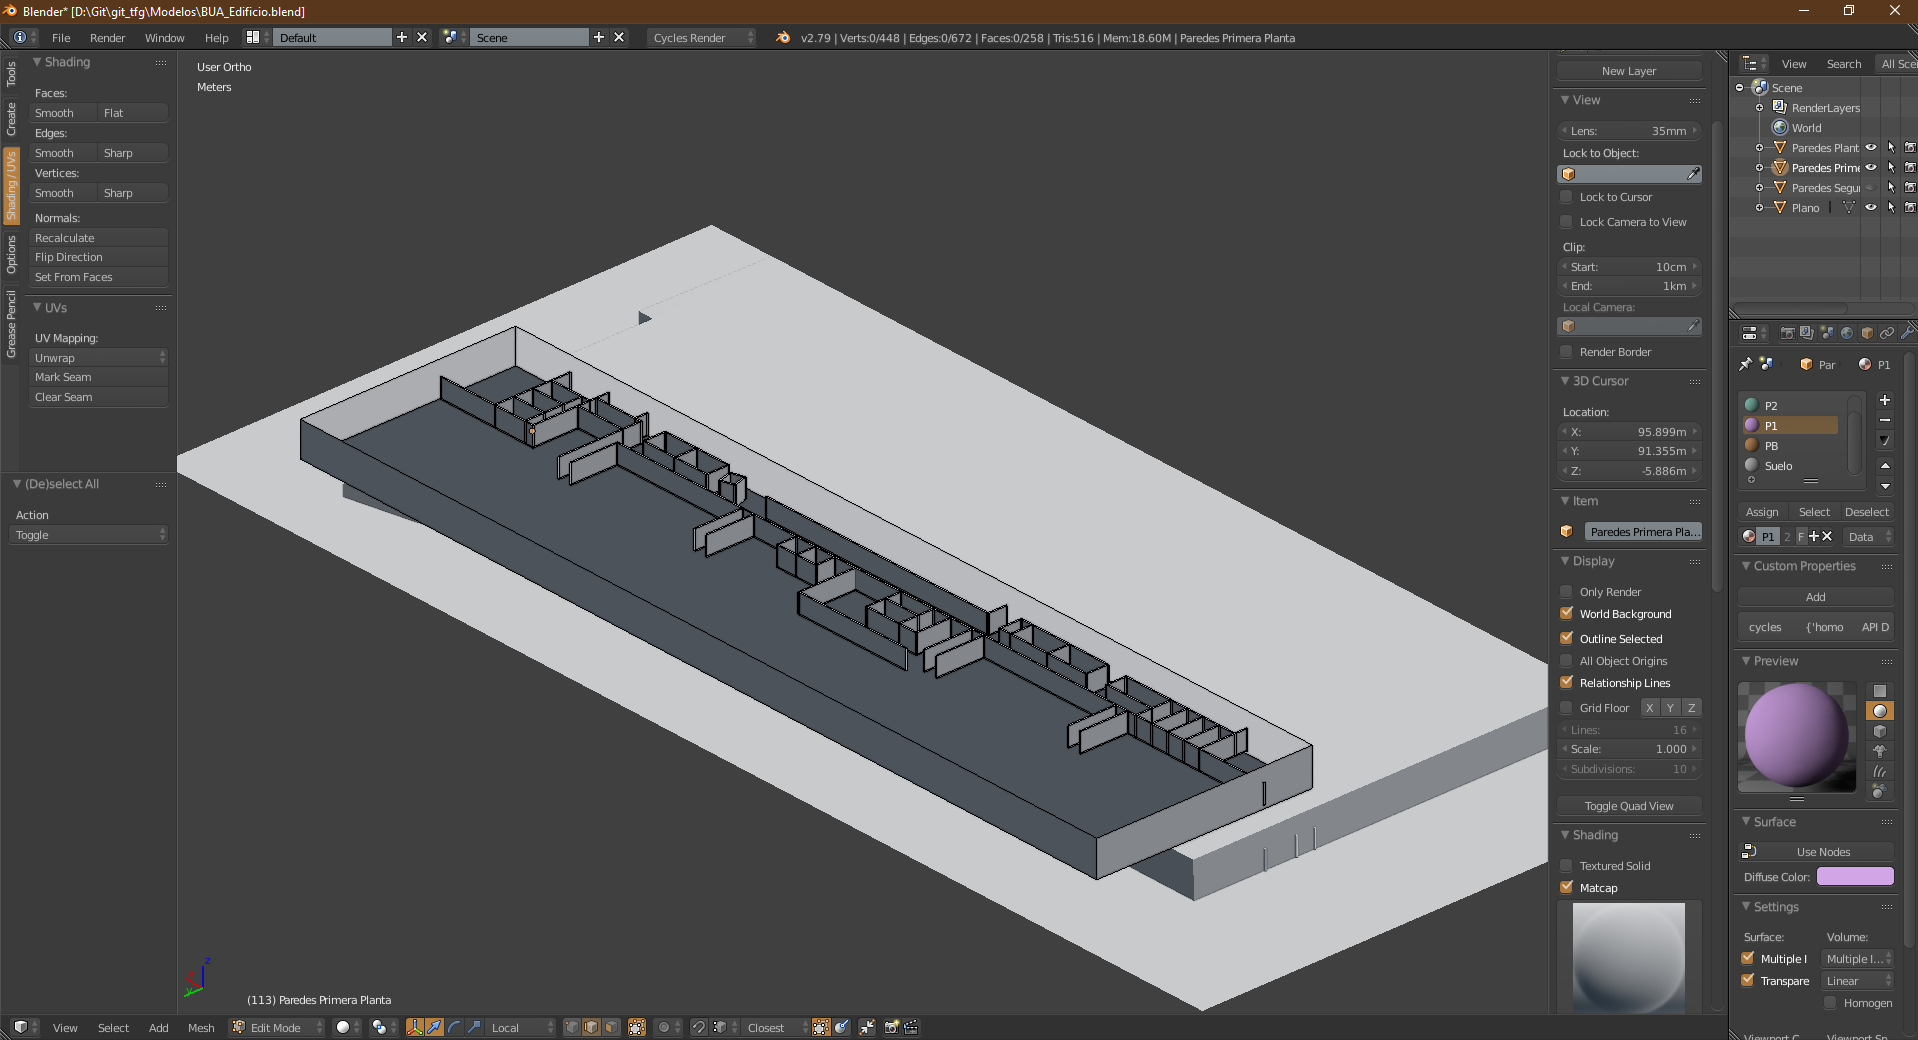 Blender* [D:\Git\git_tfg\Modelos\BUA_Edificio.blend]
File Render Window Help Default Scene Cycles Render v2.79 | Verts:0/448 | Edges:0/672 | Faces:0/258 | Tris:516 | Mem:18.60M | Paredes Primera Planta
Tools
Create
Shading / UVs
Options
Grease Pencil
Shading
Faces:
Smooth Flat
Edges:
Smooth Sharp
Vertices:
Smooth Sharp
Normals:
Recalculate
Flip Direction
Set From Faces
UVs
UV Mapping:
Unwrap
Mark Seam
Clear Seam
(De)select All
Action
Toggle
User Ortho
Meters
z
y
(113) Paredes Primera Planta
View Select Add Mesh Edit Mode Local Closest
New Layer
View
Lens: 35mm
Lock to Object:
Lock to Cursor
Lock Camera to View
Clip:
Start: 10cm
End: 1km
Local Camera:
Render Border
3D Cursor
Location:
X: 95.899m
Y: 91.355m
Z: -5.886m
Item
Paredes Primera Pla...
Display
Only Render
World Background
Outline Selected
All Object Origins
Relationship Lines
Grid Floor X Y Z
Lines: 16
Scale: 1.000
Subdivisions: 10
Toggle Quad View
Shading
Textured Solid
Matcap
View Search All Sce
Scene
RenderLayers
World
Paredes Plant
Paredes Prime
Paredes Segu
Plano
Par P1
P2
P1
PB
Suelo
Assign Select Deselect
P1 2 F Data
Custom Properties
Add
cycles {'homo API D
Preview
Surface
Use Nodes
Diffuse Color:
Settings
Surface: Volume:
Multiple I Multiple I...
Transpare Linear
Homogen
Viewport C Viewport Sp